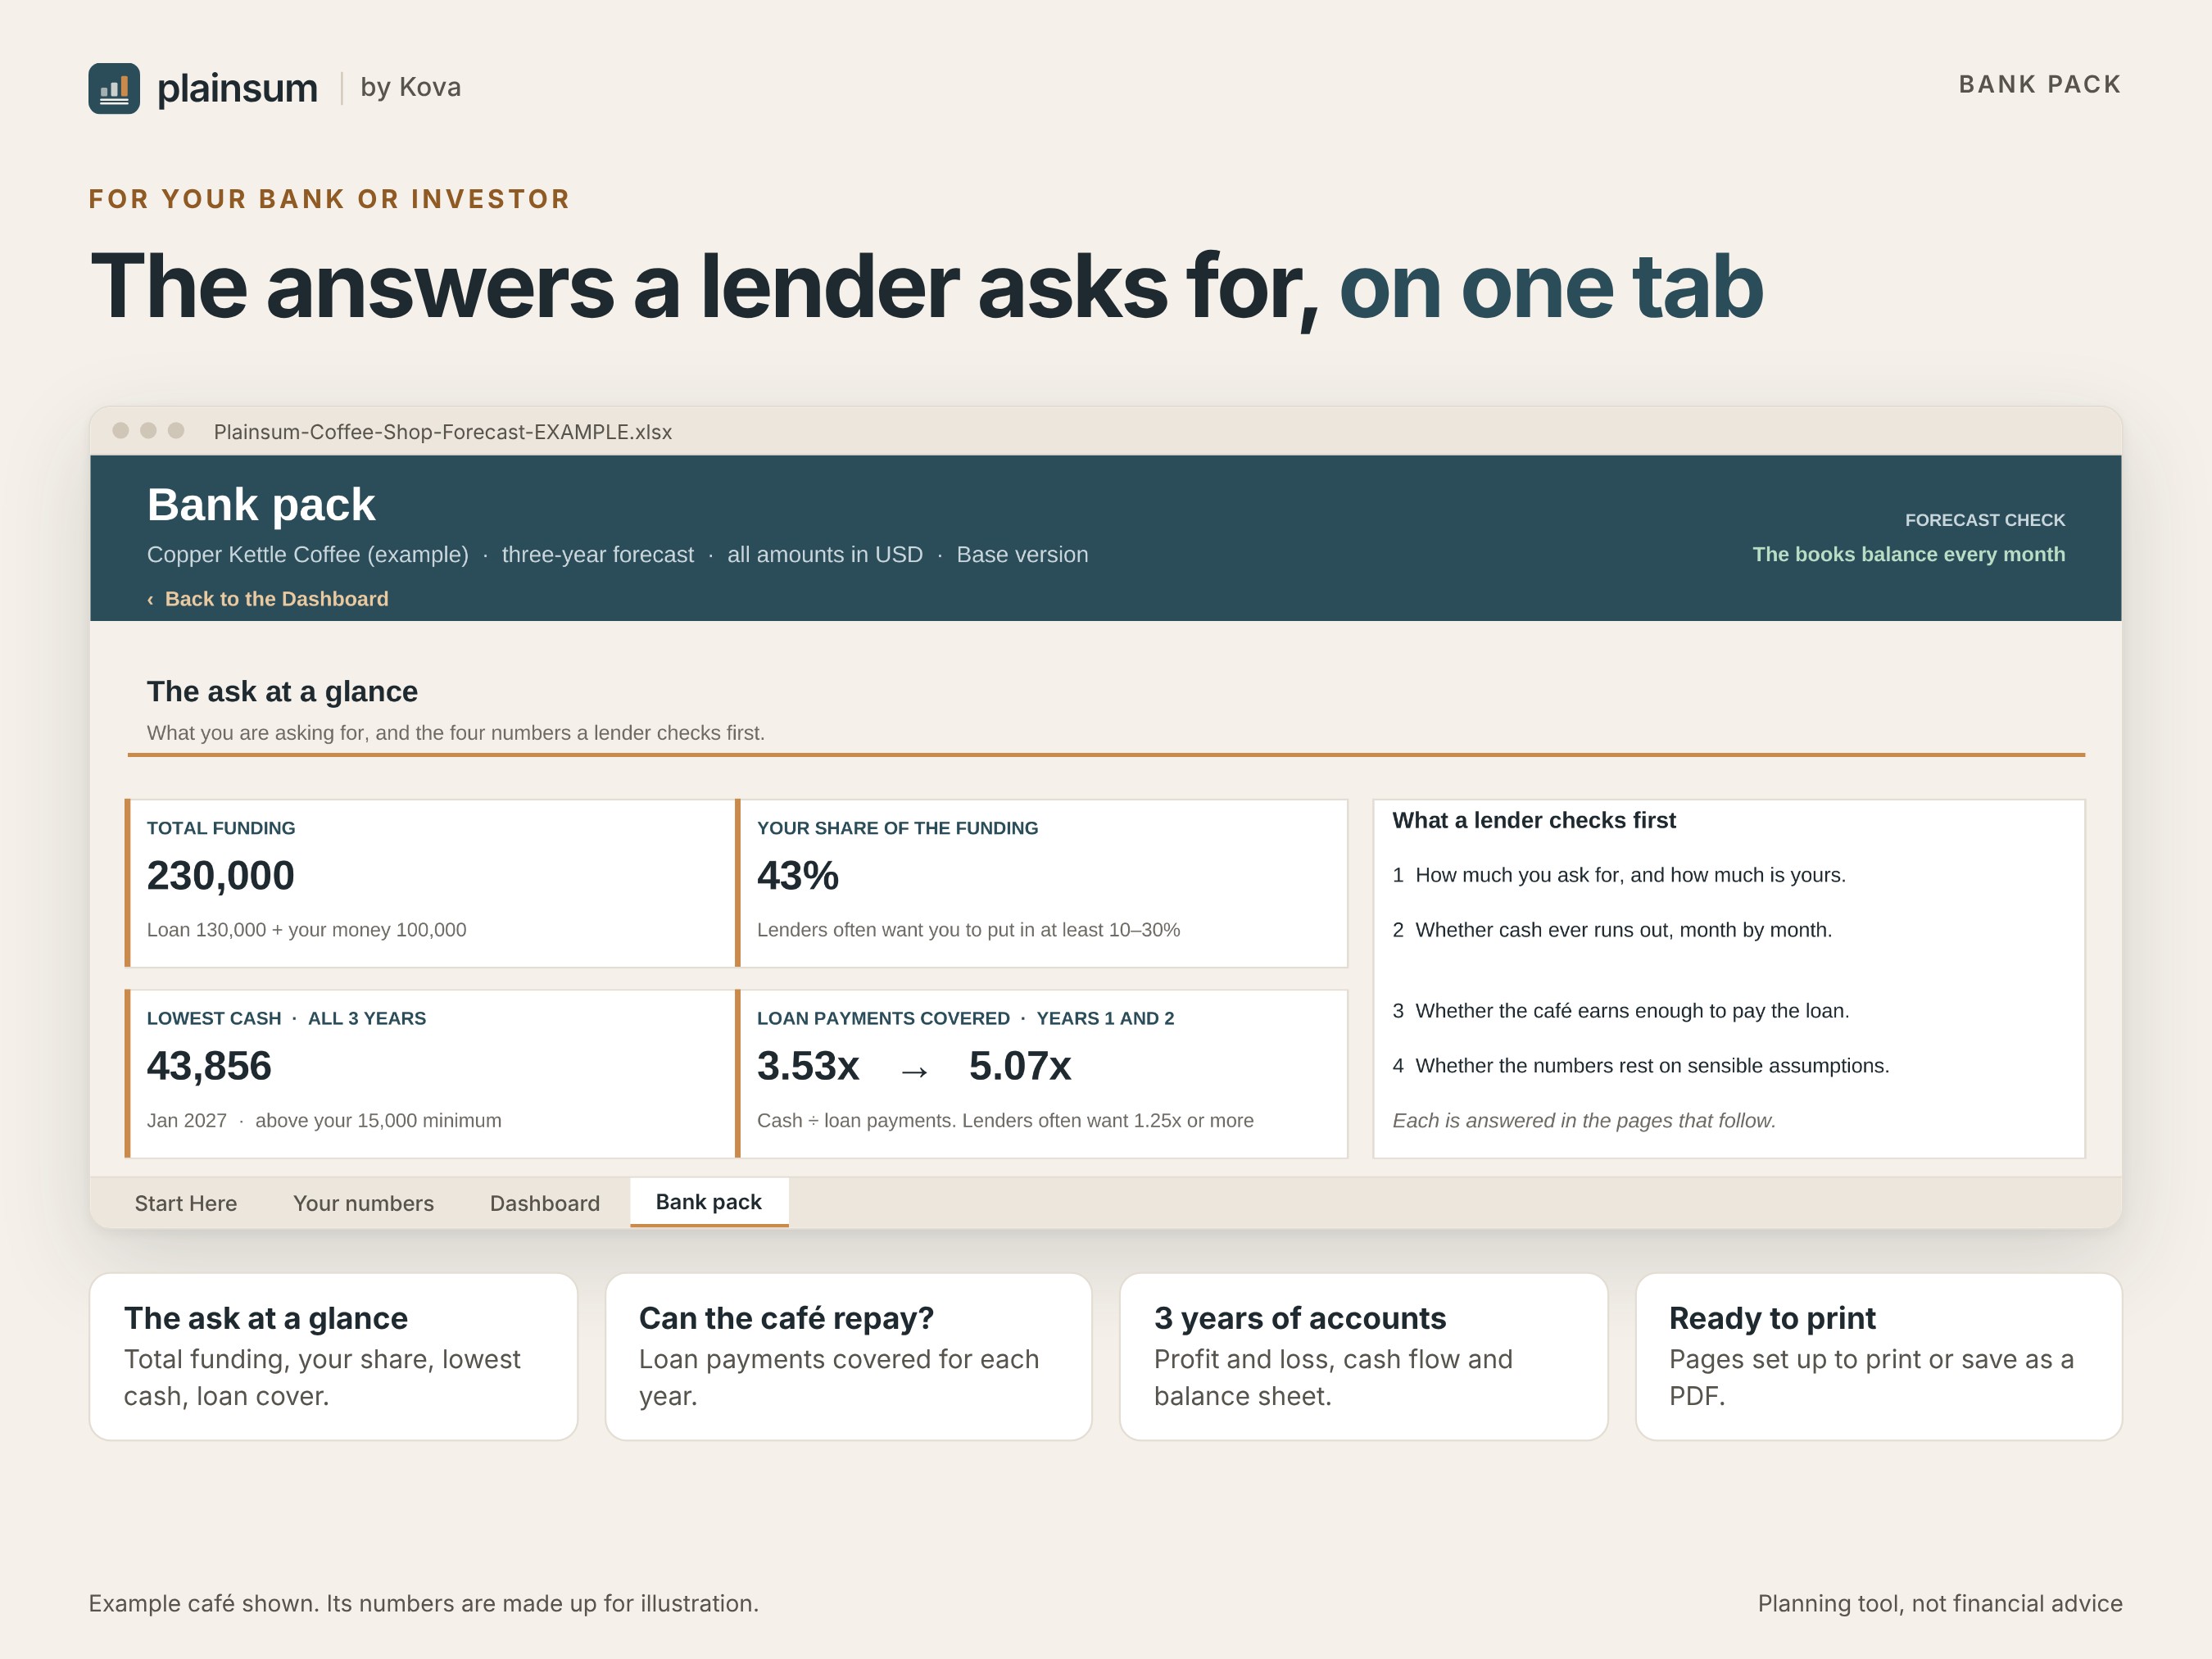 plainsum
by Kova
BANK PACK
FOR YOUR BANK OR INVESTOR
The answers a lender asks for, on one tab
Plainsum-Coffee-Shop-Forecast-EXAMPLE.xlsx
Bank pack
Copper Kettle Coffee (example) · three-year forecast · all amounts in USD · Base version
‹ Back to the Dashboard
FORECAST CHECK
The books balance every month
The ask at a glance
What you are asking for, and the four numbers a lender checks first.
TOTAL FUNDING
230,000
Loan 130,000 + your money 100,000
YOUR SHARE OF THE FUNDING
43%
Lenders often want you to put in at least 10–30%
LOWEST CASH · ALL 3 YEARS
43,856
Jan 2027 · above your 15,000 minimum
LOAN PAYMENTS COVERED · YEARS 1 AND 2
3.53x → 5.07x
Cash ÷ loan payments. Lenders often want 1.25x or more
What a lender checks first
1 How much you ask for, and how much is yours.
2 Whether cash ever runs out, month by month.
3 Whether the café earns enough to pay the loan.
4 Whether the numbers rest on sensible assumptions.
Each is answered in the pages that follow.
Start Here
Your numbers
Dashboard
Bank pack
The ask at a glance
Total funding, your share, lowest
cash, loan cover.
Can the café repay?
Loan payments covered for each
year.
3 years of accounts
Profit and loss, cash flow and
balance sheet.
Ready to print
Pages set up to print or save as a
PDF.
Example café shown. Its numbers are made up for illustration.
Planning tool, not financial advice